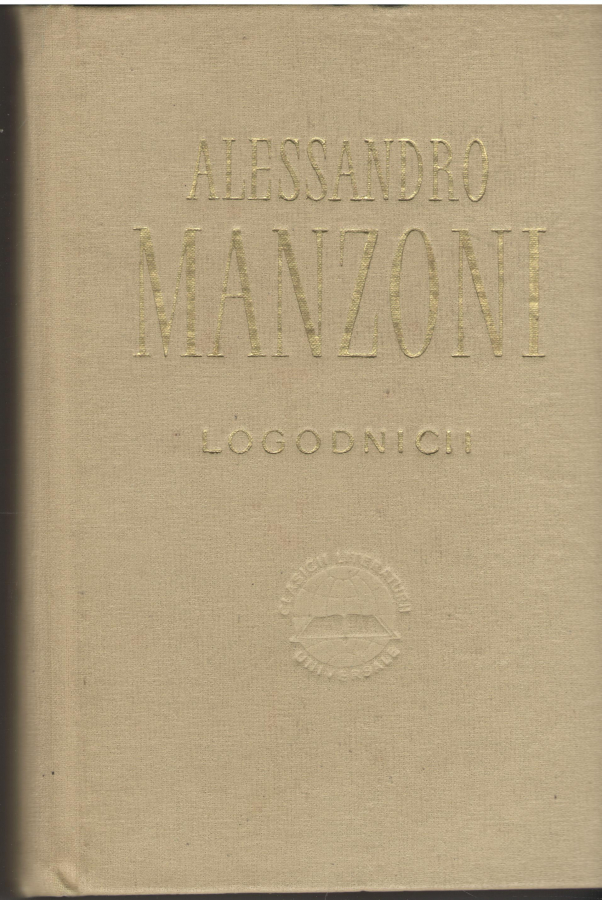 ALESSANDRO
MANZONI
LOGODNICII
CLASICII LITERATURII
UNIVERSALE